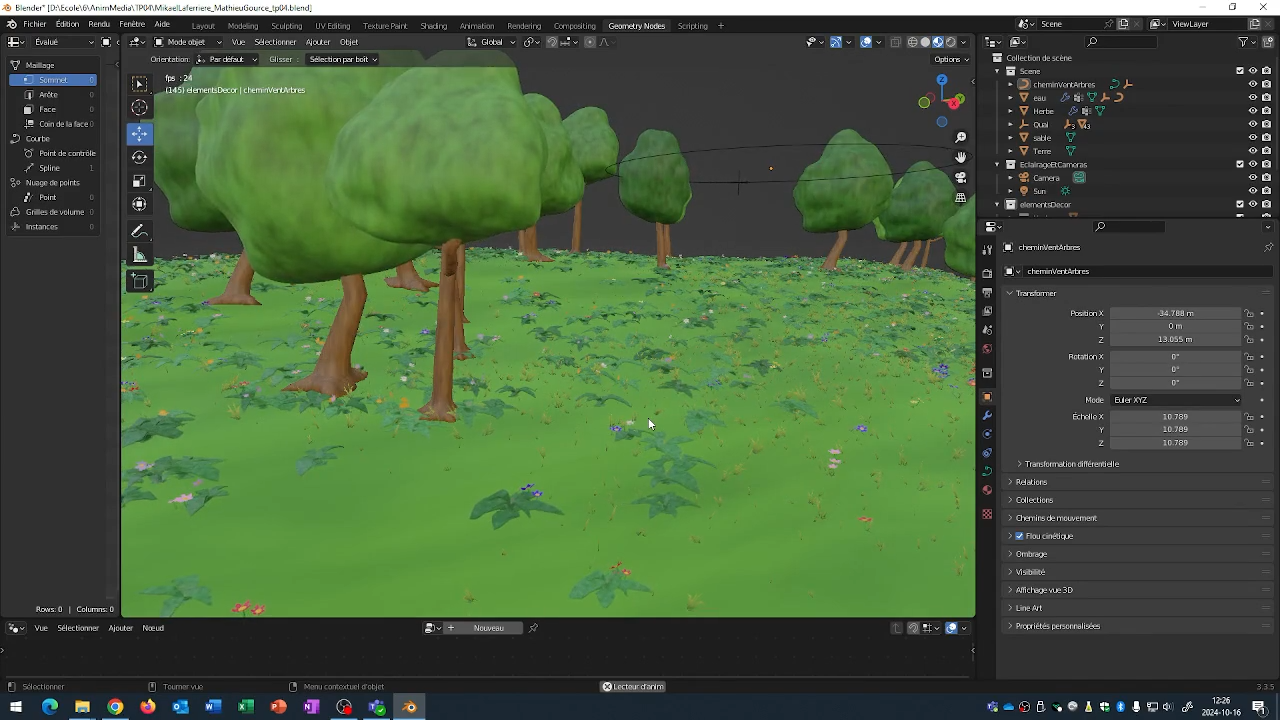 Blender* [D:\Ecole\6\AnimMedia\TP04\MikaelLaferriere_MathieuGource_tp04.blend]
Blender Fichier Édition Rendu Fenêtre Aide Layout Modeling Sculpting UV Editing Texture Paint Shading Animation Rendering Compositing Geometry Nodes Scripting + Scene ViewLayer
Évalué Mode objet Vue Sélectionner Ajouter Objet Global
Orientation: Par défaut Glisser : Sélection par boît Options
Maillage
Sommet 0
Arête 0
Face 0
Coin de la face 0
Courbe
Point de contrôle
Spline 1
Nuage de points
Point 0
Grilles de volume 0
Instances 0
Rows: 0 | Columns: 0
fps : 24
(145) elementsDecor | cheminVentArbres
Z
Y
X
Collection de scène
Scene
cheminVentArbres
eau
Herbe
Quai
sable
Terre
EclairageEtCameras
Camera
Sun
elementsDecor
cheminVentArbres
cheminVentArbres
Transformer
Position X -34.788 m
Y 0 m
Z 13.055 m
Rotation X 0°
Y 0°
Z 0°
Mode Euler XYZ
Échelle X 10.789
Y 10.789
Z 10.789
Transformation différentielle
Relations
Collections
Chemins de mouvement
Flou cinétique
Ombrage
Visibilité
Affichage vue 3D
Line Art
Propriétés personnalisées
Vue Sélectionner Ajouter Nœud + Nouveau
Sélectionner Tourner vue Menu contextuel d'objet Lecteur d'anim 3.3.5
12:26
2024-10-16